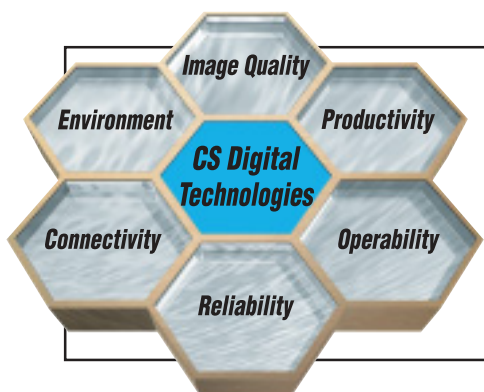 Image Quality
Environment
Productivity
CS Digital
Technologies
Connectivity
Operability
Reliability